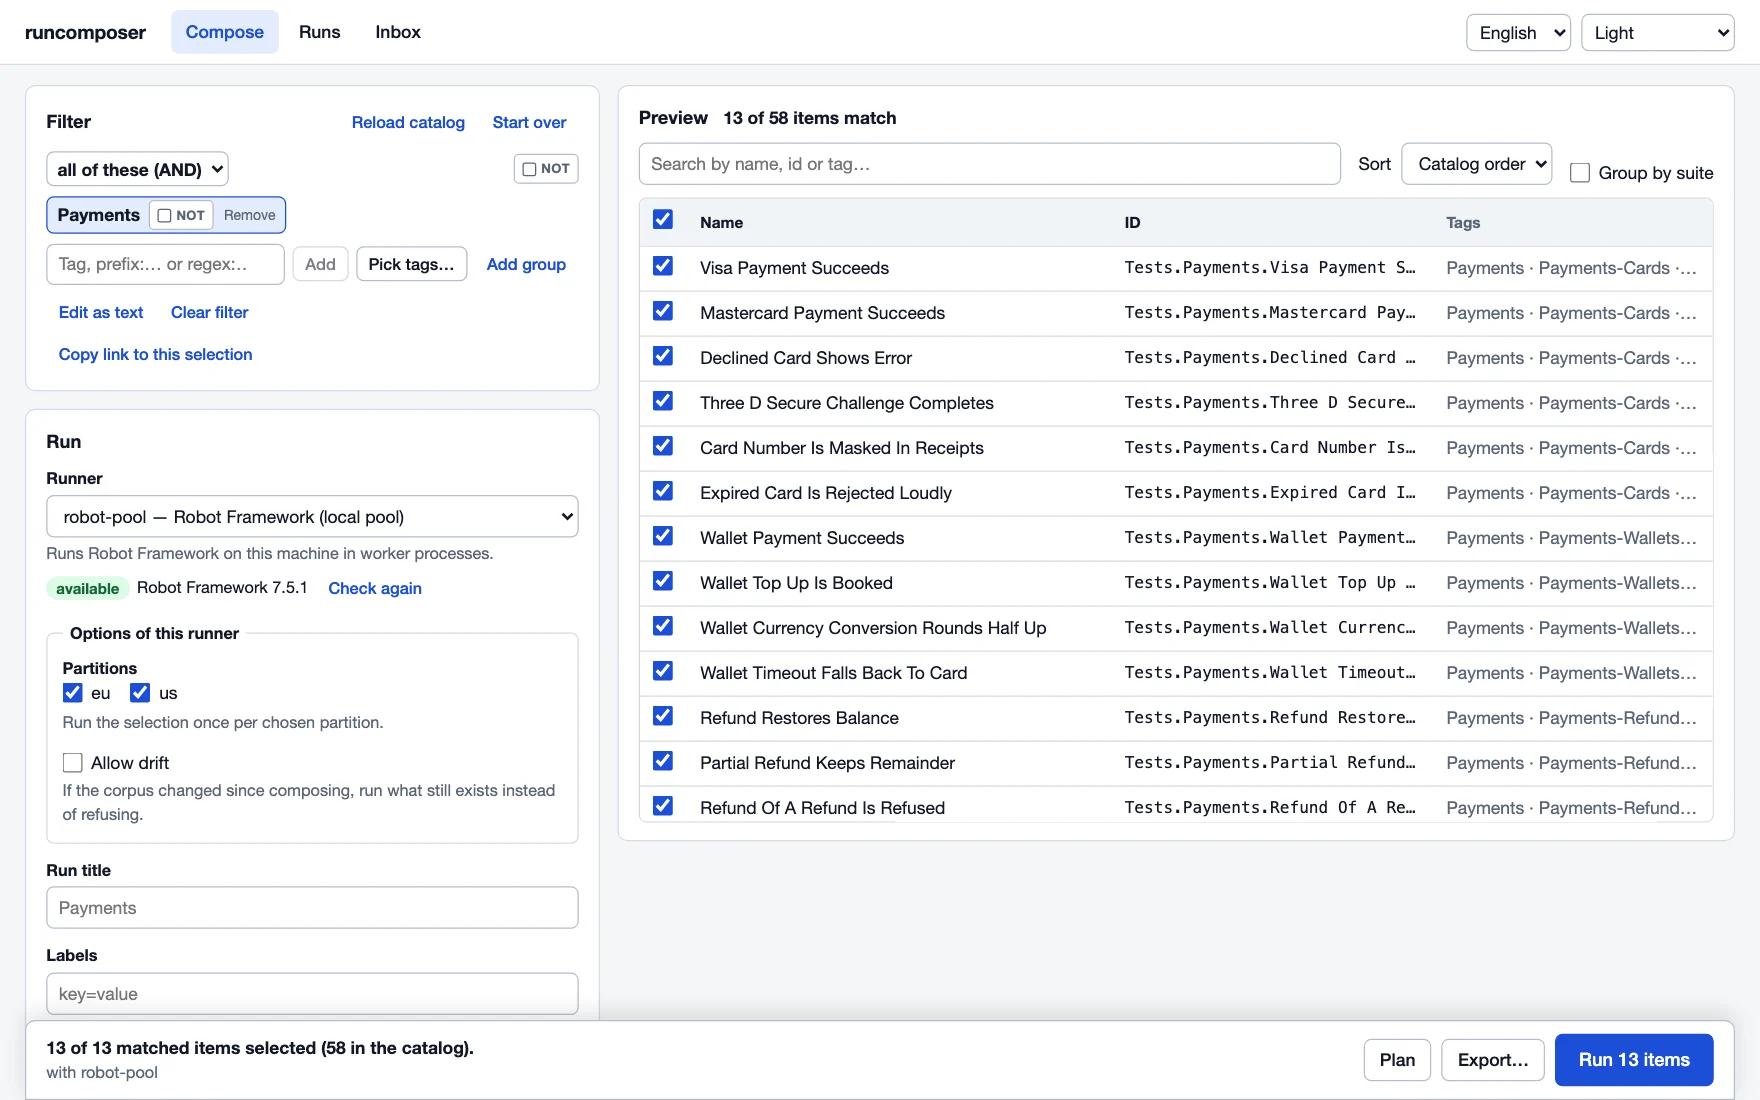 runcomposer Compose Runs Inbox English Light
Filter Reload catalog Start over
all of these (AND) NOT
Payments NOT Remove
Tag, prefix:… or regex:.. Add Pick tags… Add group
Edit as text Clear filter
Copy link to this selection
Run
Runner
robot-pool — Robot Framework (local pool)
Runs Robot Framework on this machine in worker processes.
available Robot Framework 7.5.1 Check again
Options of this runner
Partitions
eu us
Run the selection once per chosen partition.
Allow drift
If the corpus changed since composing, run what still exists instead
of refusing.
Run title
Payments
Labels
key=value
Preview 13 of 58 items match
Search by name, id or tag…
Sort Catalog order Group by suite
Name ID Tags
Visa Payment Succeeds Tests.Payments.Visa Payment S… Payments · Payments-Cards ·…
Mastercard Payment Succeeds Tests.Payments.Mastercard Pay… Payments · Payments-Cards ·…
Declined Card Shows Error Tests.Payments.Declined Card … Payments · Payments-Cards ·…
Three D Secure Challenge Completes Tests.Payments.Three D Secure… Payments · Payments-Cards ·…
Card Number Is Masked In Receipts Tests.Payments.Card Number Is… Payments · Payments-Cards ·…
Expired Card Is Rejected Loudly Tests.Payments.Expired Card I… Payments · Payments-Cards ·…
Wallet Payment Succeeds Tests.Payments.Wallet Payment… Payments · Payments-Wallets…
Wallet Top Up Is Booked Tests.Payments.Wallet Top Up … Payments · Payments-Wallets…
Wallet Currency Conversion Rounds Half Up Tests.Payments.Wallet Currenc… Payments · Payments-Wallets…
Wallet Timeout Falls Back To Card Tests.Payments.Wallet Timeout… Payments · Payments-Wallets…
Refund Restores Balance Tests.Payments.Refund Restore… Payments · Payments-Refund…
Partial Refund Keeps Remainder Tests.Payments.Partial Refund… Payments · Payments-Refund…
Refund Of A Refund Is Refused Tests.Payments.Refund Of A Re… Payments · Payments-Refund…
13 of 13 matched items selected (58 in the catalog).
with robot-pool
Plan Export… Run 13 items